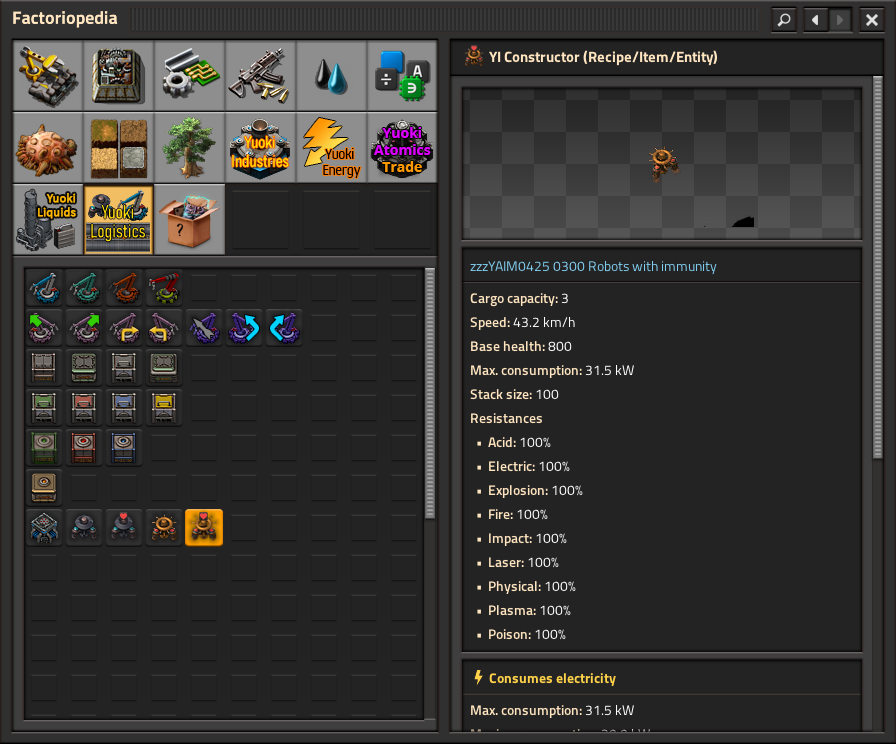 Factoriopedia
YI Constructor (Recipe/Item/Entity)
A
Yuoki
Industries
Yuoki
Energy
Yuoki
Atomics
Trade
Yuoki
Liquids
Yuoki
Logistics
?
zzzYAIM0425 0300 Robots with immunity
Cargo capacity: 3
Speed: 43.2 km/h
Base health: 800
Max. consumption: 31.5 kW
Stack size: 100
Resistances
Acid: 100%
Electric: 100%
Explosion: 100%
Fire: 100%
Impact: 100%
Laser: 100%
Physical: 100%
Plasma: 100%
Poison: 100%
Consumes electricity
Max. consumption: 31.5 kW